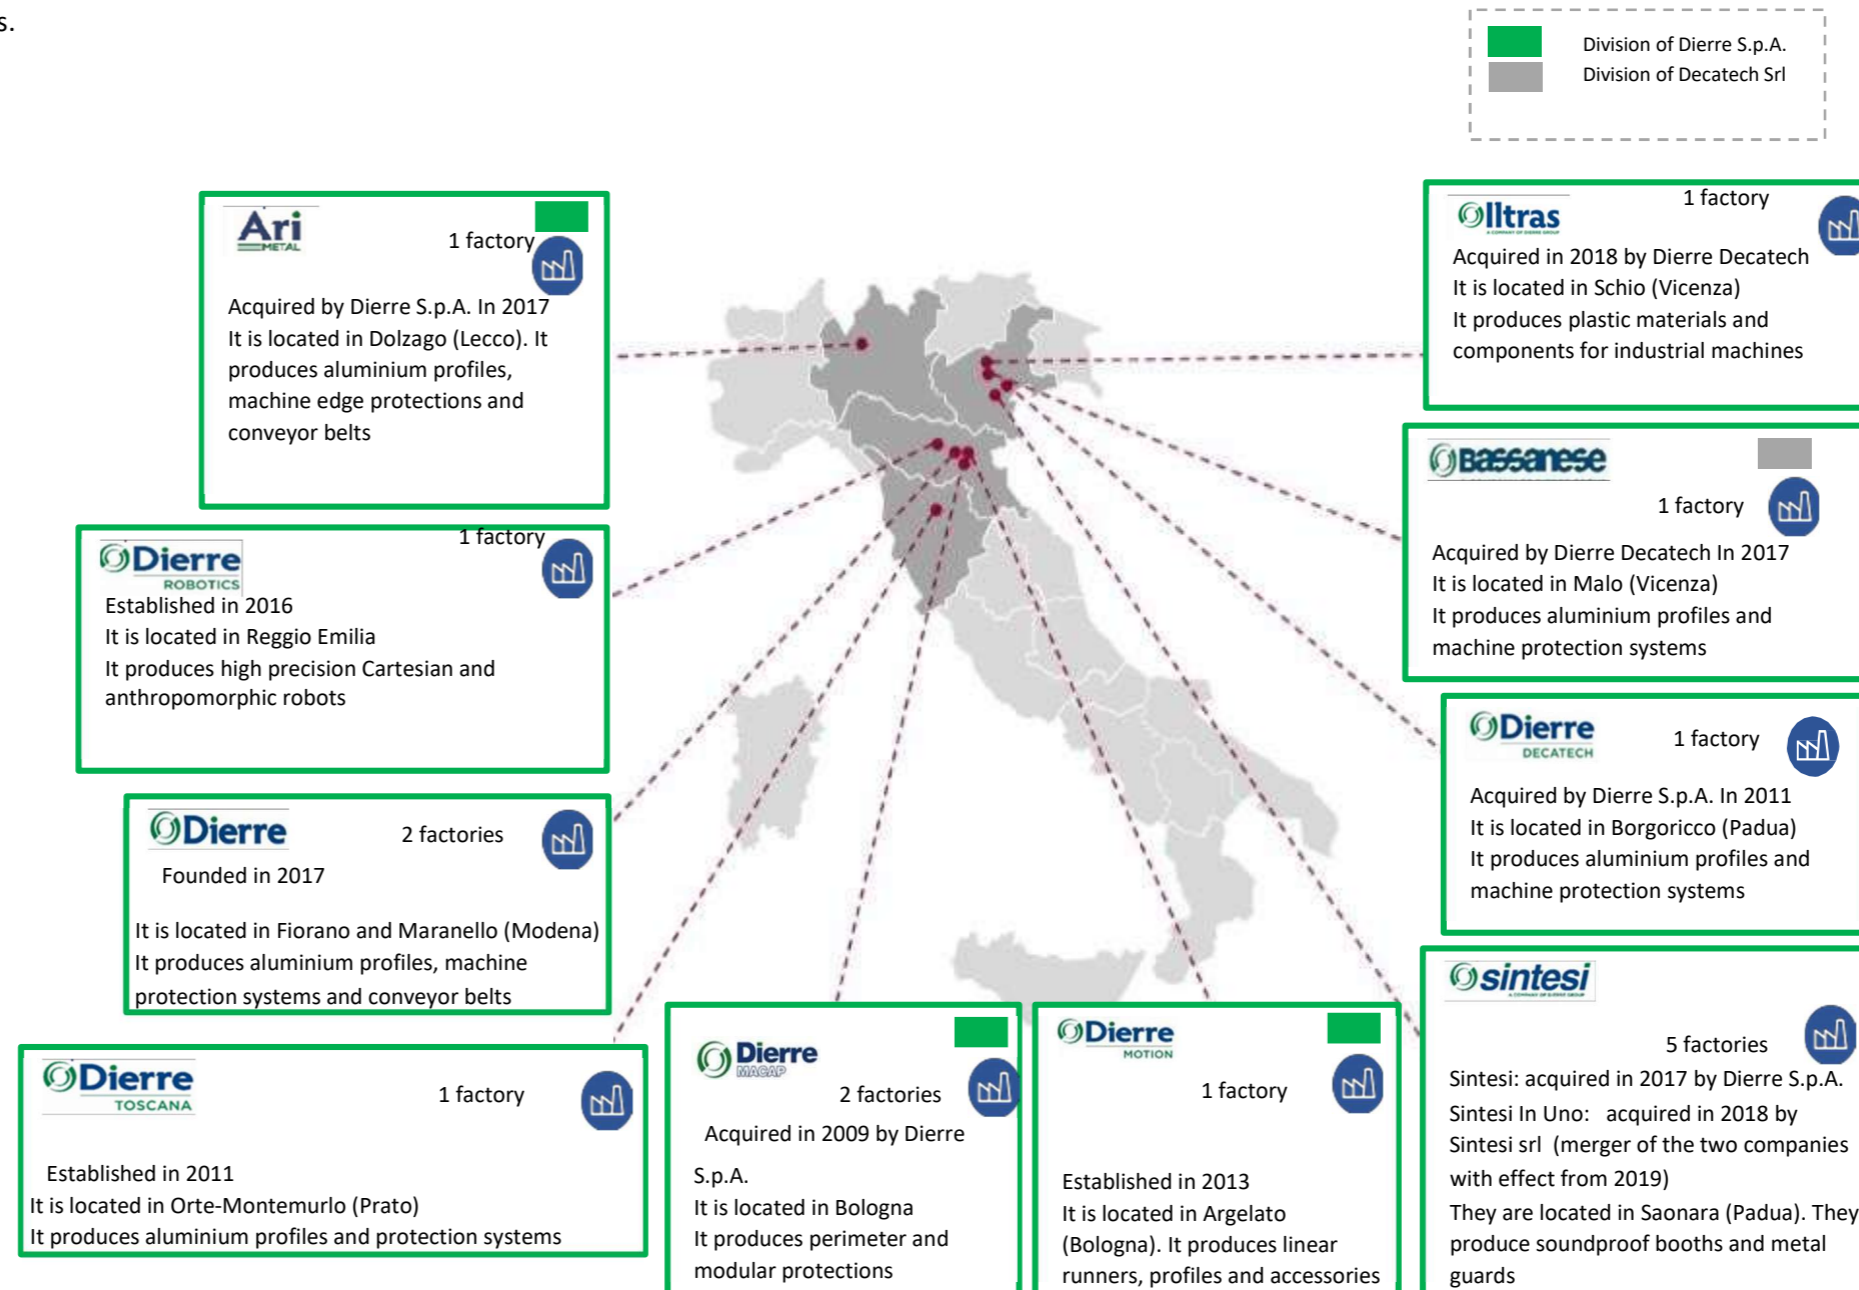 s.
Division of Dierre S.p.A.
Division of Decatech Srl
Ari
METAL
1 factory
Acquired by Dierre S.p.A. In 2017
It is located in Dolzago (Lecco). It
produces aluminium profiles,
machine edge protections and
conveyor belts
1 factory
Dierre
ROBOTICS
Established in 2016
It is located in Reggio Emilia
It produces high precision Cartesian and
anthropomorphic robots
Dierre
2 factories
Founded in 2017
It is located in Fiorano and Maranello (Modena)
It produces aluminium profiles, machine
protection systems and conveyor belts
Dierre
TOSCANA
1 factory
Established in 2011
It is located in Orte-Montemurlo (Prato)
It produces aluminium profiles and protection systems
Dierre
MACAP
2 factories
Acquired in 2009 by Dierre
S.p.A.
It is located in Bologna
It produces perimeter and
modular protections
Dierre
MOTION
1 factory
Established in 2013
It is located in Argelato
(Bologna). It produces linear
runners, profiles and accessories
Illtras
A COMPANY OF DIERRE GROUP
1 factory
Acquired in 2018 by Dierre Decatech
It is located in Schio (Vicenza)
It produces plastic materials and
components for industrial machines
Bassanese
1 factory
Acquired by Dierre Decatech In 2017
It is located in Malo (Vicenza)
It produces aluminium profiles and
machine protection systems
Dierre
DECATECH
1 factory
Acquired by Dierre S.p.A. In 2011
It is located in Borgoricco (Padua)
It produces aluminium profiles and
machine protection systems
sintesi
A COMPANY OF DIERRE GROUP
5 factories
Sintesi: acquired in 2017 by Dierre S.p.A.
Sintesi In Uno: acquired in 2018 by
Sintesi srl (merger of the two companies
with effect from 2019)
They are located in Saonara (Padua). They
produce soundproof booths and metal
guards